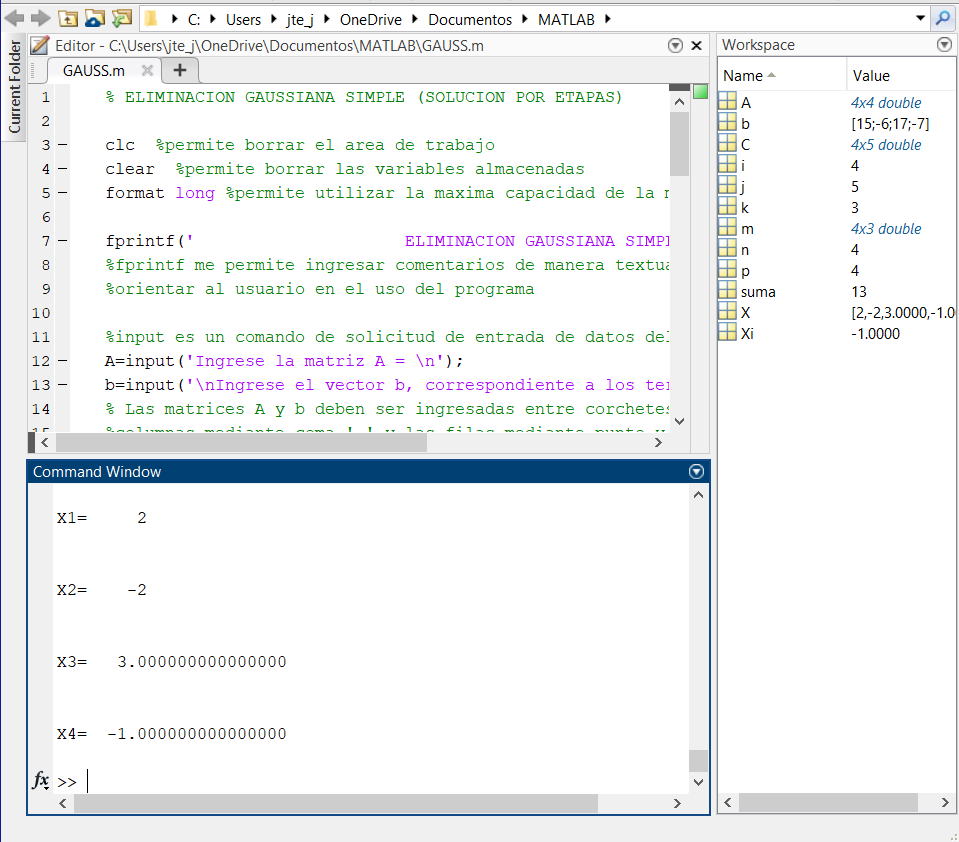 C: Users jte_j OneDrive Documentos MATLAB
Current Folder
Editor - C:\Users\jte_j\OneDrive\Documentos\MATLAB\GAUSS.m
GAUSS.m
1 % ELIMINACION GAUSSIANA SIMPLE (SOLUCION POR ETAPAS)
2
3 – clc %permite borrar el area de trabajo
4 – clear %permite borrar las variables almacenadas
5 – format long %permite utilizar la maxima capacidad de la
6
7 – fprintf(' ELIMINACION GAUSSIANA
8 %fprintf me permite ingresar comentarios de manera
9 %orientar al usuario en el uso del programa
10
11 %input es un comando de solicitud de entrada de datos
12 – A=input('Ingrese la matriz A = \n');
13 – b=input('\nIngrese el vector b, correspondiente a los
14 % Las matrices A y b deben ser ingresadas entre corchetes
Command Window
X1= 2
X2= -2
X3= 3.000000000000000
X4= -1.000000000000000
fx >>
Workspace
Name Value
A 4x4 double
b [15;-6;17;-7]
C 4x5 double
i 4
j 5
k 3
m 4x3 double
n 4
p 4
suma 13
X [2,-2,3.0000,-1.0
Xi -1.0000